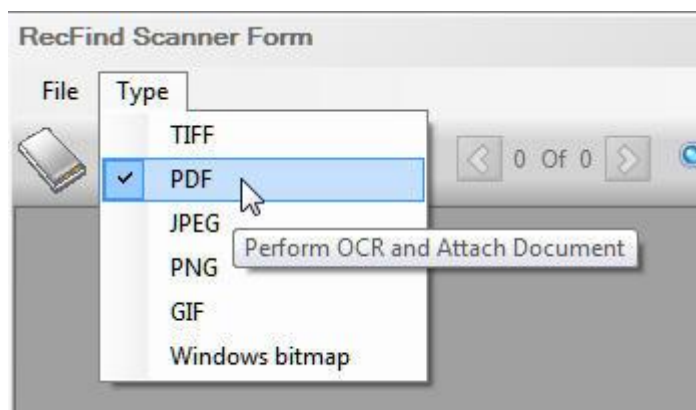 RecFind Scanner Form
File Type
TIFF
0 Of 0
PDF
JPEG
Perform OCR and Attach Document
PNG
GIF
Windows bitmap